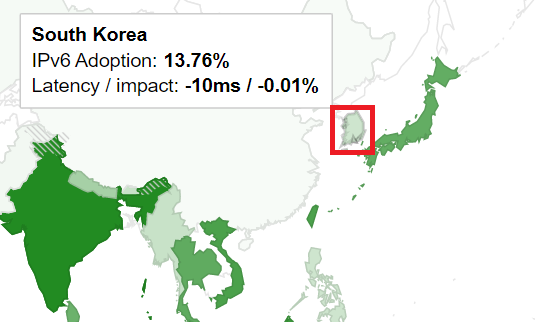 South Korea
IPv6 Adoption: 13.76%
Latency / impact: -10ms / -0.01%